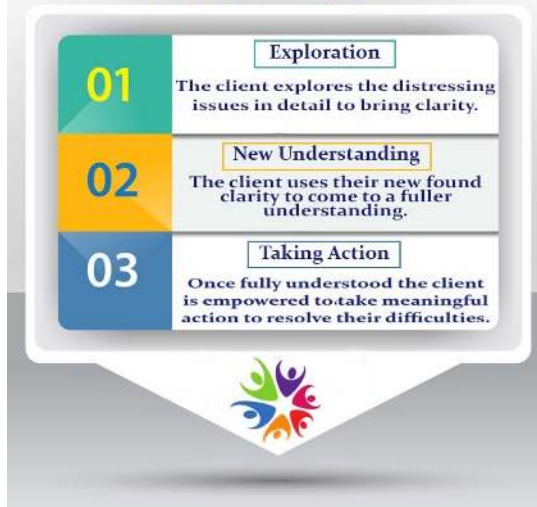 01
Exploration
The client explores the distressing
issues in detail to bring clarity.
02
New Understanding
The client uses their new found
clarity to come to a fuller
understanding.
03
Taking Action
Once fully understood the client
is empowered to:take meaningful
action to resolve their difficulties.